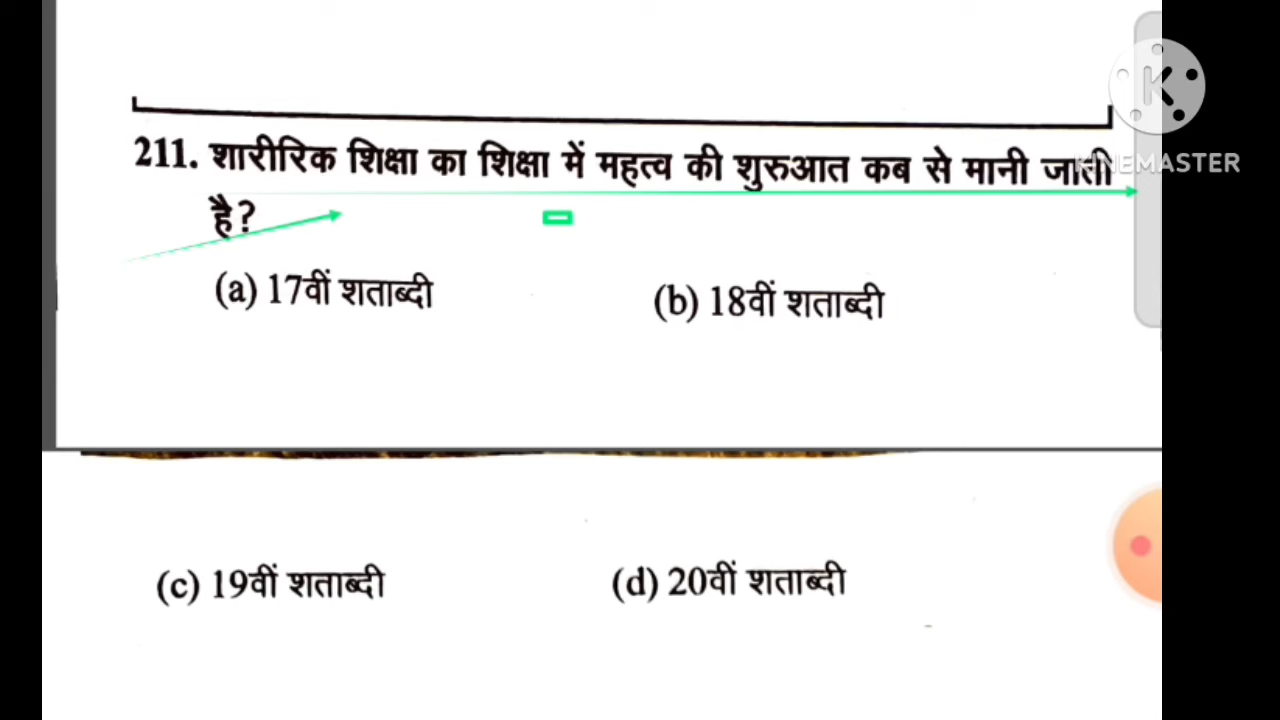 211. शारीरिक शिक्षा का शिक्षा में महत्व की शुरुआत कब से मानी जाती
है?
(a) 17वीं शताब्दी (b) 18वीं शताब्दी
(c) 19वीं शताब्दी (d) 20वीं शताब्दी
KINEMASTER